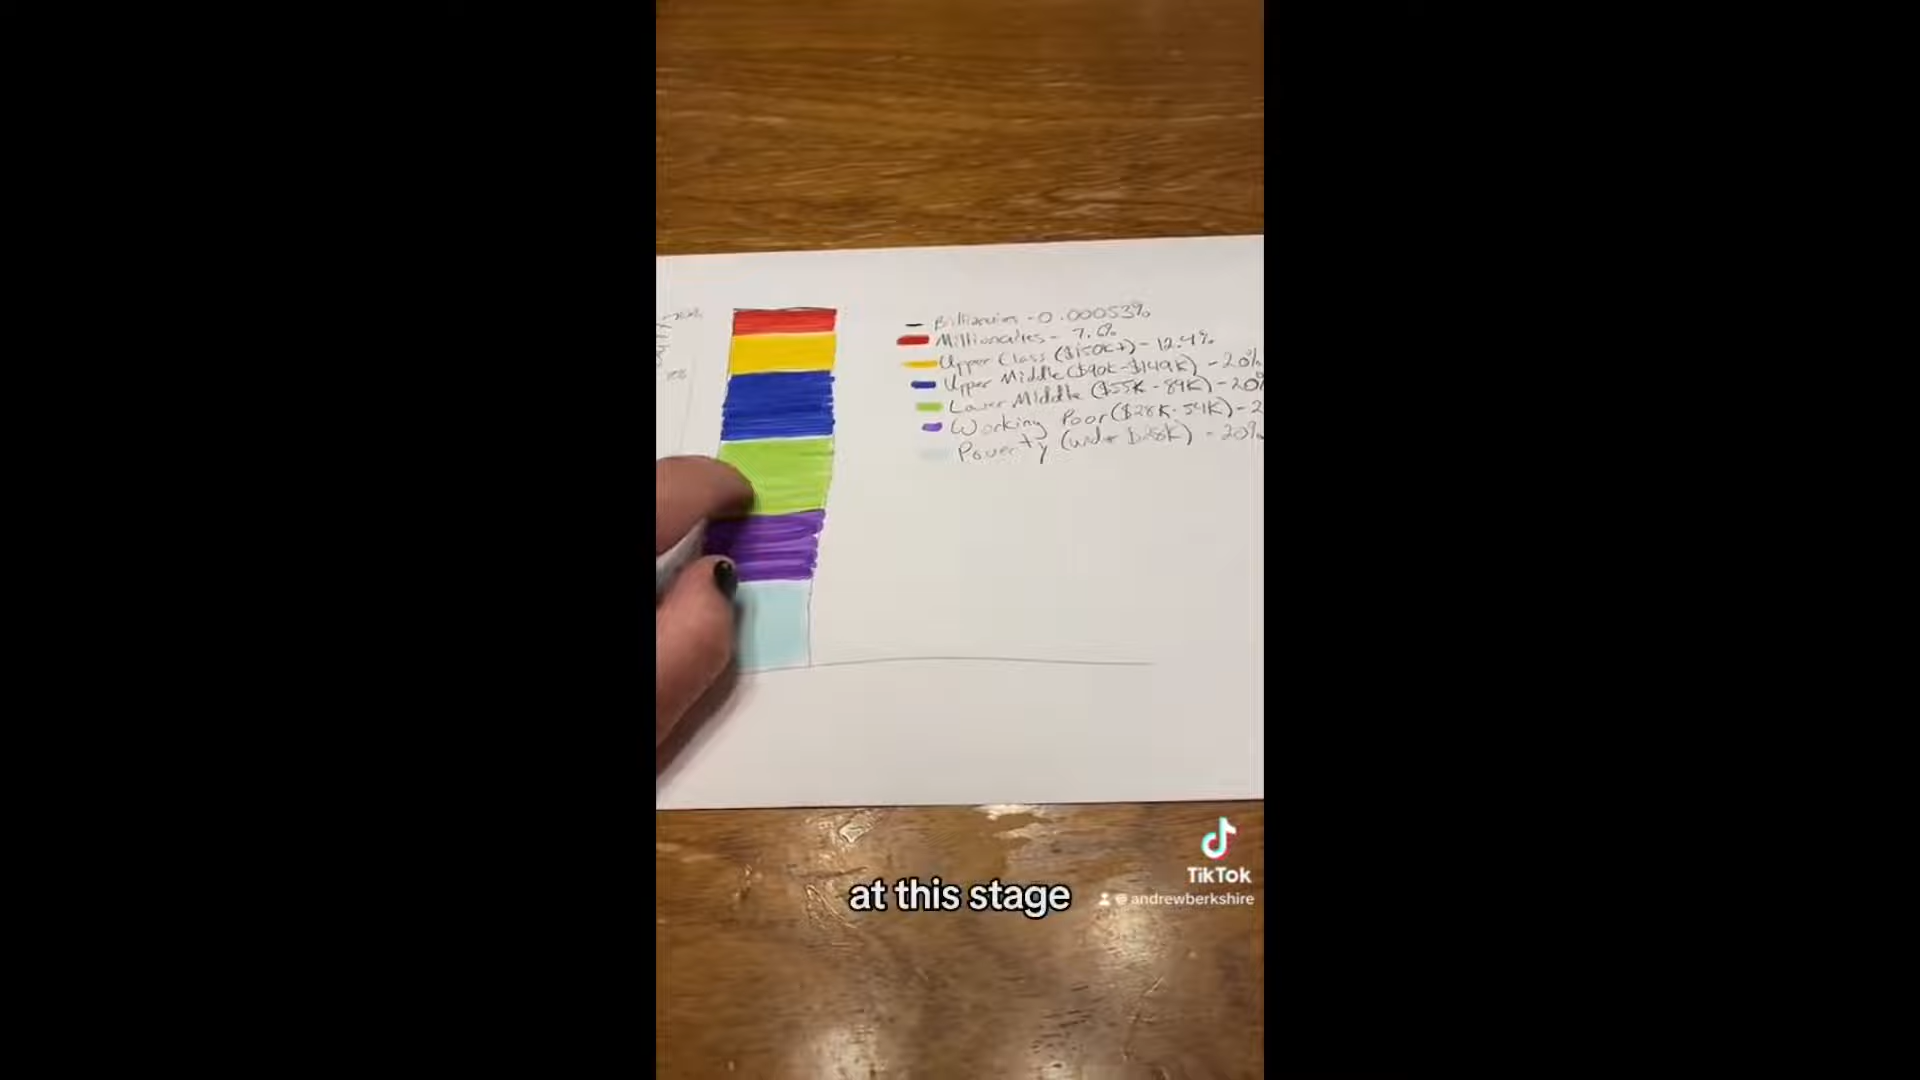 Billionaires - 0.00053%
Millionaires - 7.6%
Upper Class ($150K+) - 12.4%
Upper Middle ($90K-$149K) - 20%
Lower Middle ($55K - 89K) - 20%
Working Poor ($28K-54K) - 2
Poverty (under $28K) - 20%
TikTok
at this stage
@andrewberkshire